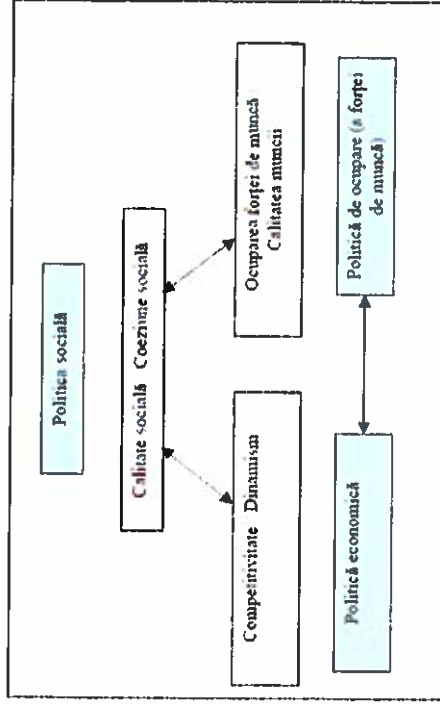 Politica socială
Calitate socială Coeziune socială
Competitivitate Dinamism
Ocuparea forței de muncă
Calitatea muncii
Politică economică
Politică de ocupare (a forței
de muncă)